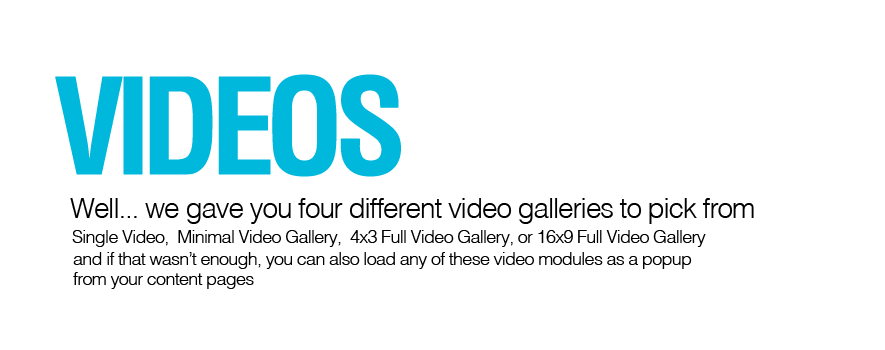 VIDEOS
Well... we gave you four different video galleries to pick from
Single Video, Minimal Video Gallery, 4x3 Full Video Gallery, or 16x9 Full Video Gallery
and if that wasn't enough, you can also load any of these video modules as a popup
from your content pages